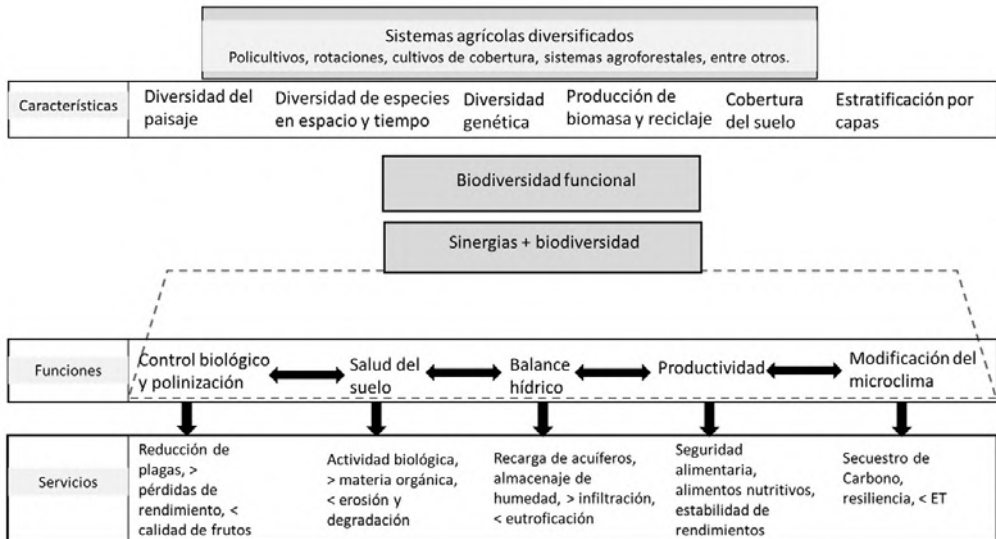 Sistemas agrícolas diversificados
Policultivos, rotaciones, cultivos de cobertura, sistemas agroforestales, entre otros.
Características
Diversidad del
paisaje
Diversidad de especies
en espacio y tiempo
Diversidad
genética
Producción de
biomasa y reciclaje
Cobertura
del suelo
Estratificación por
capas
Biodiversidad funcional
Sinergias + biodiversidad
Funciones
Control biológico
y polinización
Salud del
suelo
Balance
hídrico
Productividad
Modificación del
microclima
Servicios
Reducción de
plagas, >
pérdidas de
rendimiento, <
calidad de frutos
Actividad biológica,
> materia orgánica,
< erosión y
degradación
Recarga de acuíferos,
almacenaje de
humedad, > infiltración,
< eutroficación
Seguridad
alimentaria,
alimentos nutritivos,
estabilidad de
rendimientos
Secuestro de
Carbono,
resiliencia, < ET